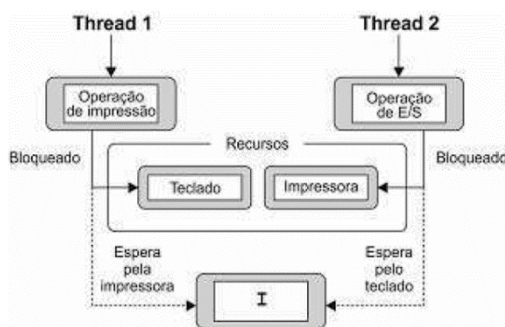 Thread 1
Thread 2
Operação
de impressão
Operação
de E/S
Bloqueado
Recursos
Bloqueado
Teclado
Impressora
Espera
pela
impressora
Espera
pelo
teclado
I